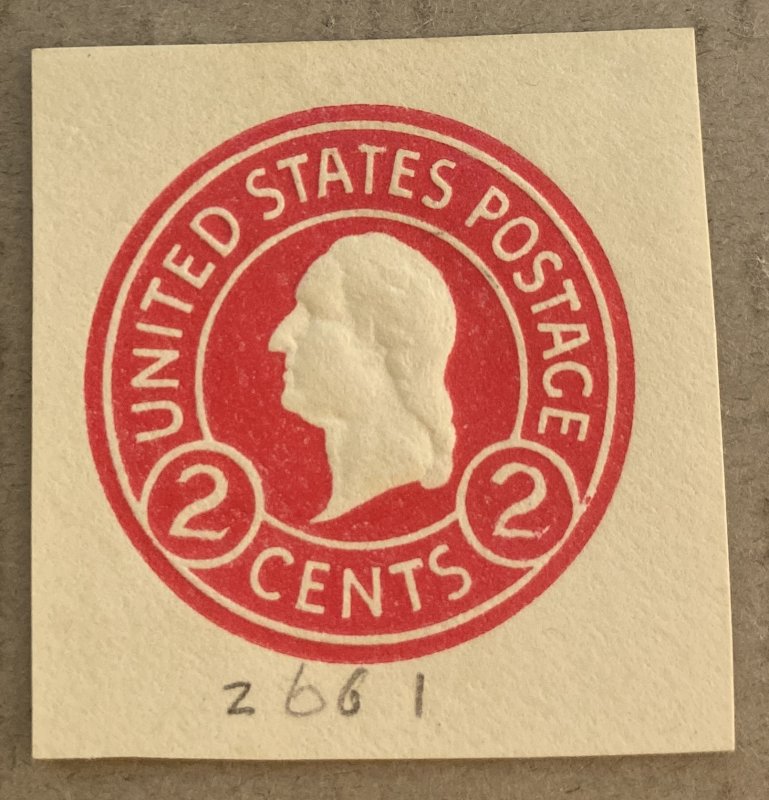 UNITED STATES POSTAGE
2 CENTS 2
2661